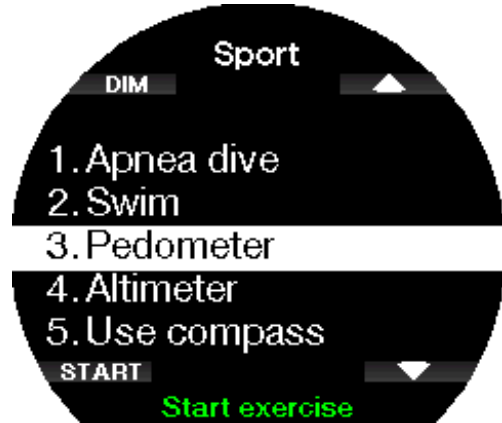 Sport
DIM
1. Apnea dive
2. Swim
3. Pedometer
4. Altimeter
5. Use compass
START
Start exercise